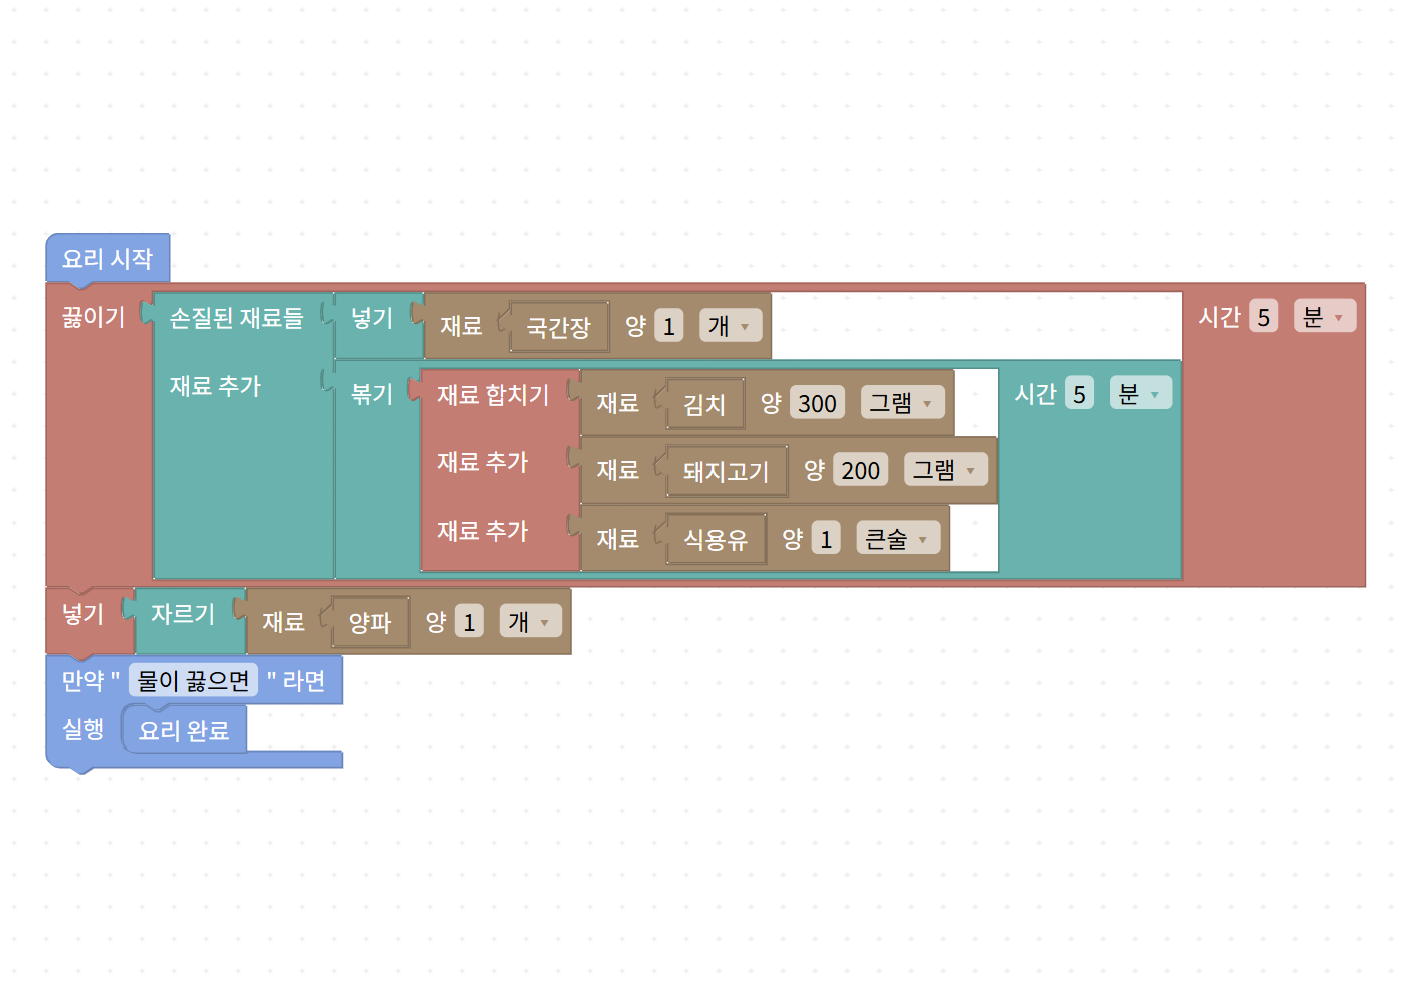 요리 시작
끓이기 손질된 재료들 넣기 재료 국간장 양 1 개 시간 5 분
재료 추가 볶기 재료 합치기 재료 김치 양 300 그램 시간 5 분
재료 추가 재료 돼지고기 양 200 그램
재료 추가 재료 식용유 양 1 큰술
넣기 자르기 재료 양파 양 1 개
만약 " 물이 끓으면 " 라면
실행 요리 완료